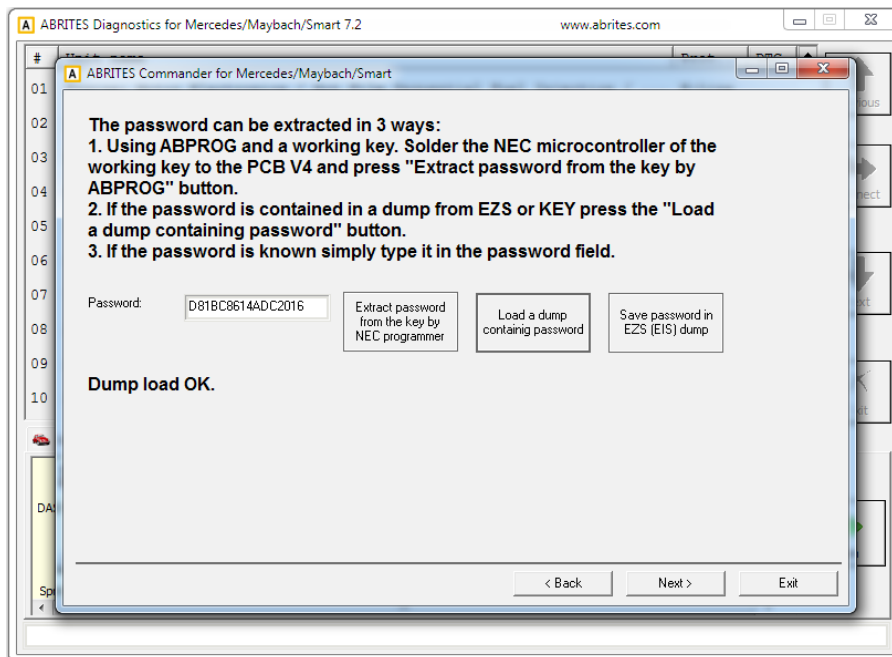 ABRITES Diagnostics for Mercedes/Maybach/Smart 7.2
www.abrites.com
#
ABRITES Commander for Mercedes/Maybach/Smart
01
02
03
04
05
06
07
08
09
10
The password can be extracted in 3 ways:
1. Using ABPROG and a working key. Solder the NEC microcontroller of the
working key to the PCB V4 and press "Extract password from the key by
ABPROG" button.
2. If the password is contained in a dump from EZS or KEY press the "Load
a dump containing password" button.
3. If the password is known simply type it in the password field.
Password:
D81BC8614ADC2016
Extract password
from the key by
NEC programmer
Load a dump
containig password
Save password in
EZS (EIS) dump
Dump load OK.
< Back
Next >
Exit